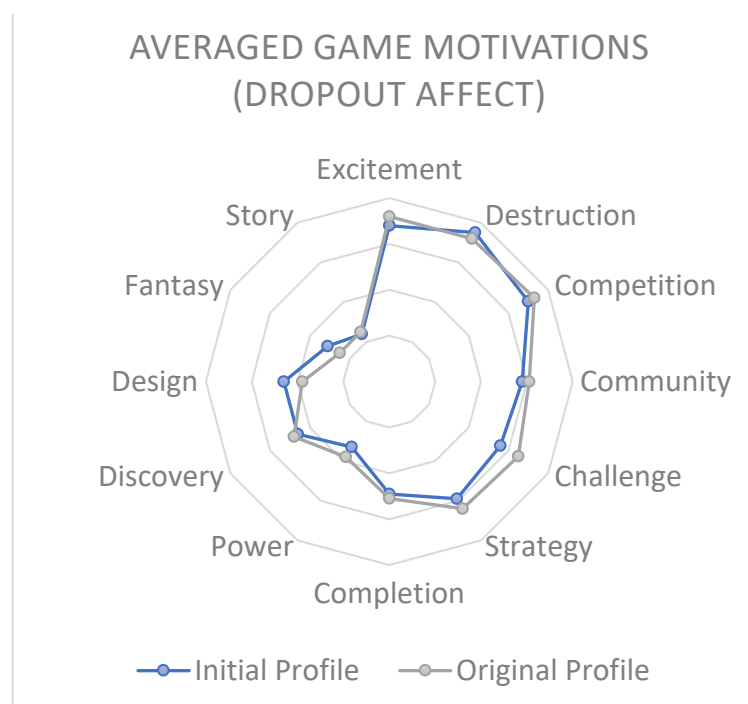 AVERAGED GAME MOTIVATIONS
(DROPOUT AFFECT)
Excitement
Destruction
Competition
Community
Challenge
Strategy
Completion
Power
Discovery
Design
Fantasy
Story
Initial Profile
Original Profile